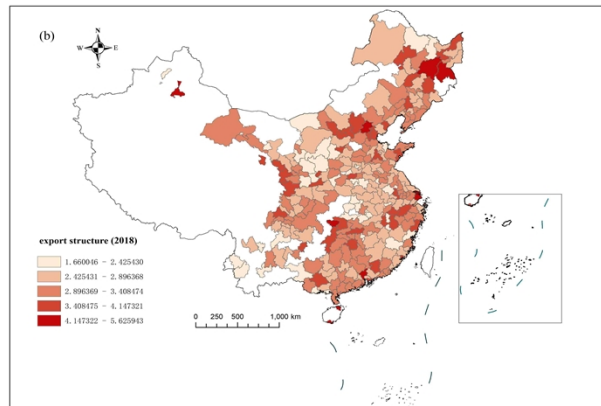 (b)
N
W E
S
export structure (2018)
1.660046 - 2.425430
2.425431 - 2.896368
2.896369 - 3.408474
3.408475 - 4.147321
4.147322 - 5.625943
0 250 500 1,000 km